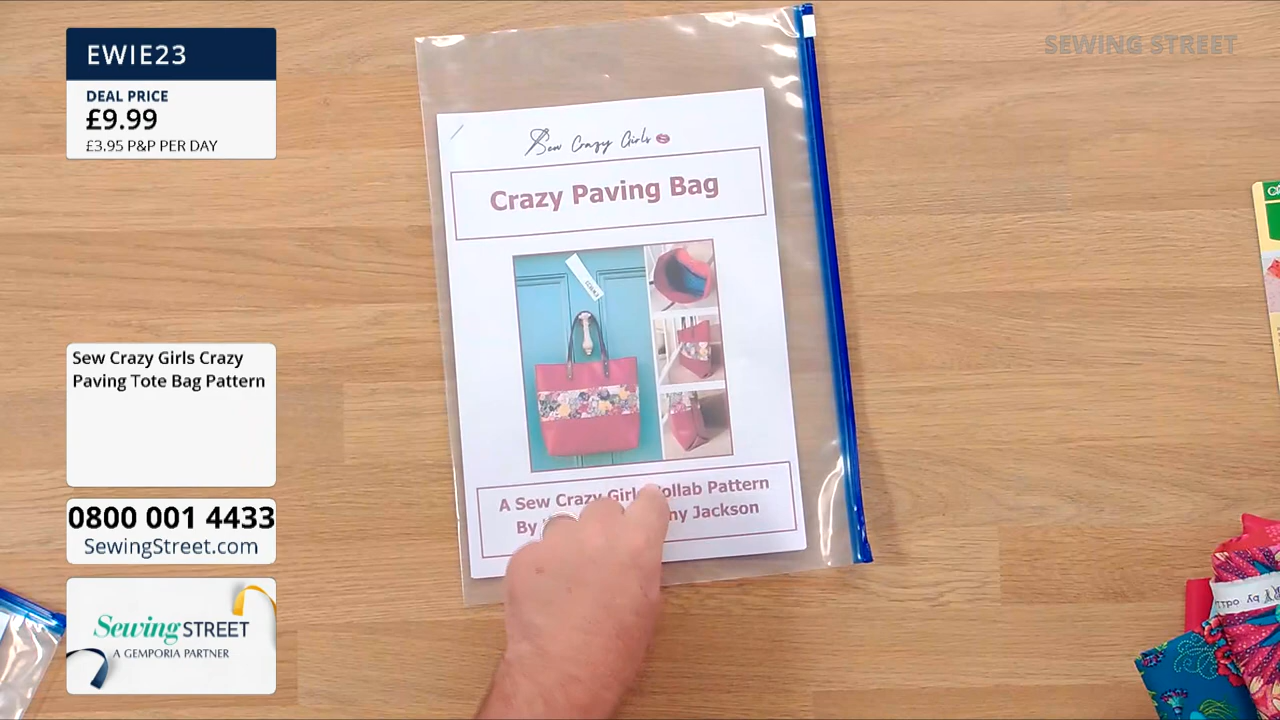 EWIE23
DEAL PRICE
£9.99
£3.95 P&P PER DAY
Sew Crazy Girls Crazy
Paving Tote Bag Pattern
0800 001 4433
SewingStreet.com
Sewing STREET
A GEMPORIA PARTNER
SEWING STREET
Sew Crazy Girls
Crazy Paving Bag
A Sew Crazy Girls Collab Pattern
By
Jackson